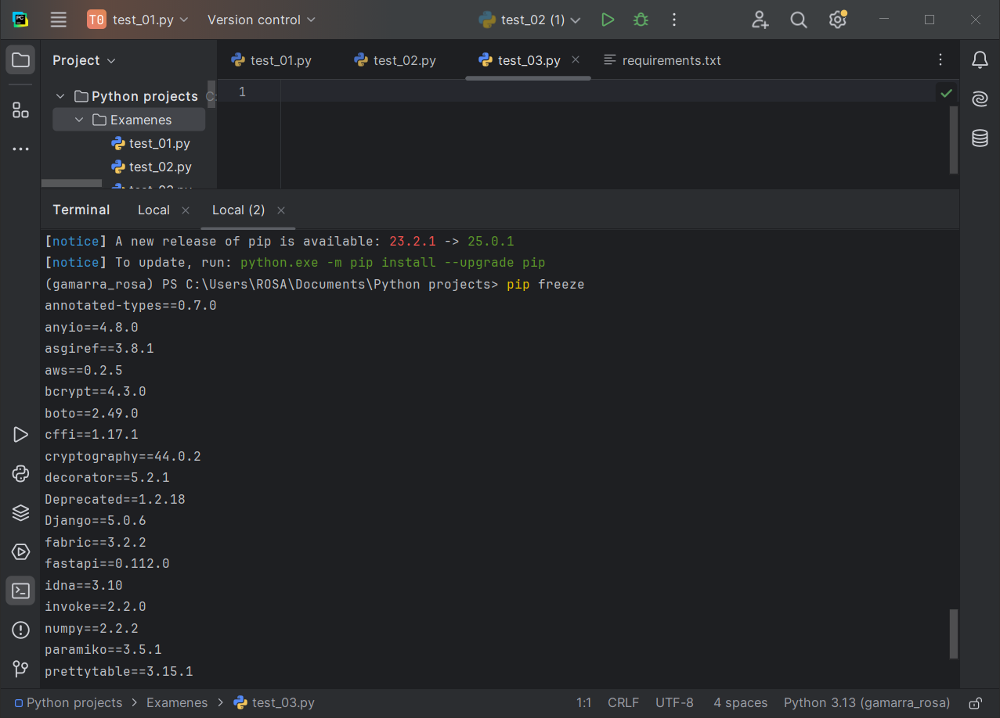 PC T0 test_01.py Version control test_02 (1)
Project test_01.py test_02.py test_03.py requirements.txt
Python projects
1
Examenes
test_01.py
test_02.py
Terminal Local Local (2)
[notice] A new release of pip is available: 23.2.1 -> 25.0.1
[notice] To update, run: python.exe -m pip install --upgrade pip
(gamarra_rosa) PS C:\Users\ROSA\Documents\Python projects> pip freeze
annotated-types==0.7.0
anyio==4.8.0
asgiref==3.8.1
aws==0.2.5
bcrypt==4.3.0
boto==2.49.0
cffi==1.17.1
cryptography==44.0.2
decorator==5.2.1
Deprecated==1.2.18
Django==5.0.6
fabric==3.2.2
fastapi==0.112.0
idna==3.10
invoke==2.2.0
numpy==2.2.2
paramiko==3.5.1
prettytable==3.15.1
Python projects > Examenes > test_03.py 1:1 CRLF UTF-8 4 spaces Python 3.13 (gamarra_rosa)